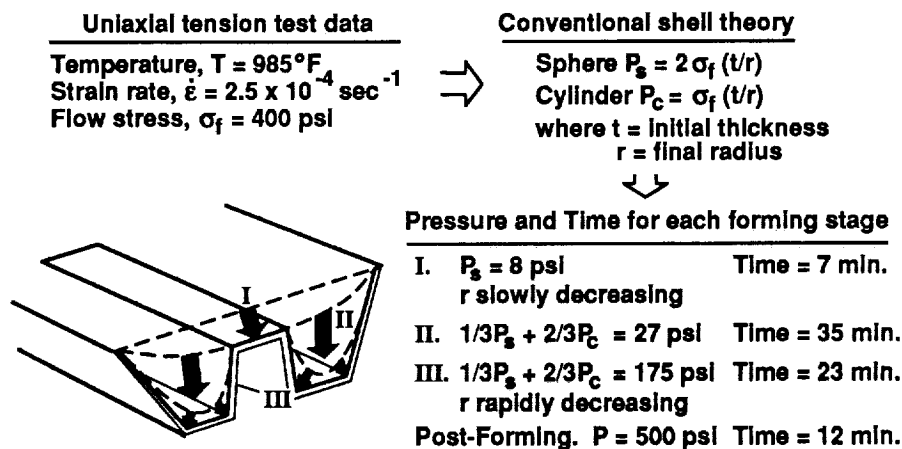 Uniaxial tension test data
Temperature, T = 985°F
Strain rate, ε̇ = 2.5 x 10⁻⁴ sec⁻¹
Flow stress, σf = 400 psi
Conventional shell theory
Sphere Ps = 2σf (t/r)
Cylinder Pc = σf (t/r)
where t = initial thickness
r = final radius
Pressure and Time for each forming stage
I. Ps = 8 psi Time = 7 min.
r slowly decreasing
II. 1/3Ps + 2/3Pc = 27 psi Time = 35 min.
III. 1/3Ps + 2/3Pc = 175 psi Time = 23 min.
r rapidly decreasing
Post-Forming. P = 500 psi Time = 12 min.
I
II
III